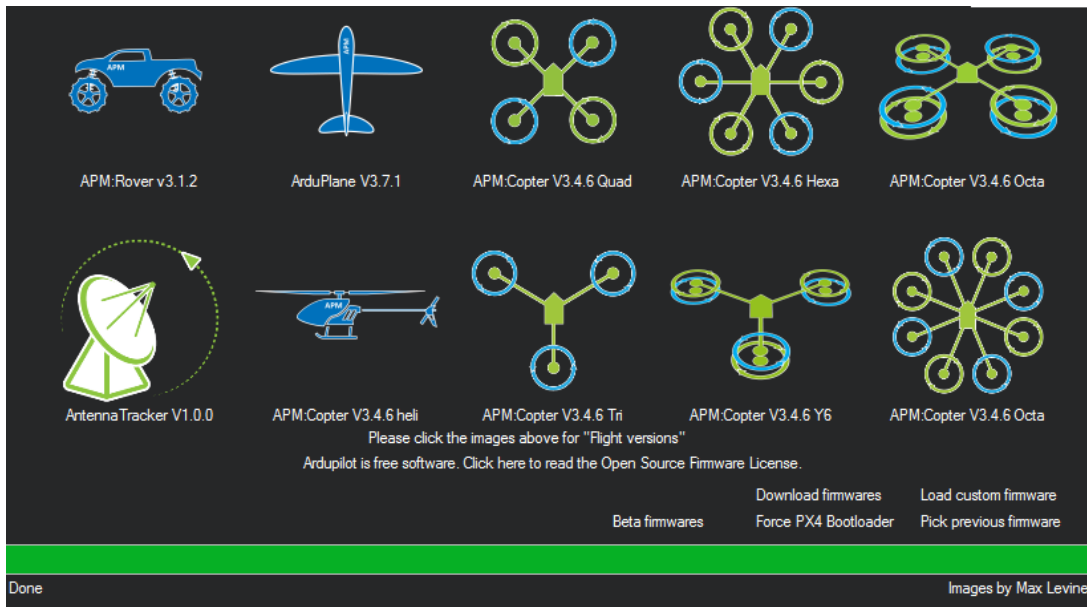 APM
APM
APM:Rover v3.1.2
ArduPlane V3.7.1
APM:Copter V3.4.6 Quad
APM:Copter V3.4.6 Hexa
APM:Copter V3.4.6 Octa
APM
AntennaTracker V1.0.0
APM:Copter V3.4.6 heli
APM:Copter V3.4.6 Tri
APM:Copter V3.4.6 Y6
APM:Copter V3.4.6 Octa
Please click the images above for "Flight versions"
Ardupilot is free software. Click here to read the Open Source Firmware License.
Download firmwares
Load custom firmware
Beta firmwares
Force PX4 Bootloader
Pick previous firmware
Done
Images by Max Levine